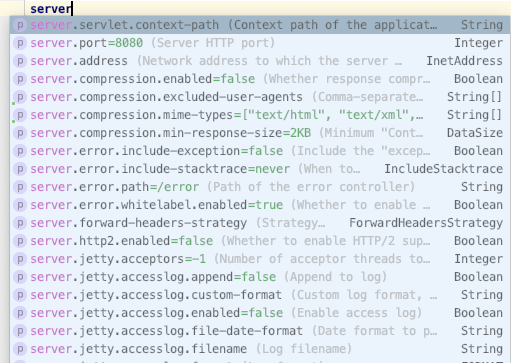 server
p server.servlet.context-path (Context path of the applicat… String
p server.port=8080 (Server HTTP port) Integer
p server.address (Network address to which the server … InetAddress
p server.compression.enabled=false (Whether response compr… Boolean
p server.compression.excluded-user-agents (Comma-separate… String[]
p server.compression.mime-types=["text/html", "text/xml",… String[]
p server.compression.min-response-size=2KB (Minimum "Cont… DataSize
p server.error.include-exception=false (Include the "excep… Boolean
p server.error.include-stacktrace=never (When to… IncludeStacktrace
p server.error.path=/error (Path of the error controller) String
p server.error.whitelabel.enabled=true (Whether to enable … Boolean
p server.forward-headers-strategy (Strategy… ForwardHeadersStrategy
p server.http2.enabled=false (Whether to enable HTTP/2 sup… Boolean
p server.jetty.acceptors=-1 (Number of acceptor threads to… Integer
p server.jetty.accesslog.append=false (Append to log) Boolean
p server.jetty.accesslog.custom-format (Custom log format, … String
p server.jetty.accesslog.enabled=false (Enable access log) Boolean
p server.jetty.accesslog.file-date-format (Date format to p… String
p server.jetty.accesslog.filename (Log filename) String